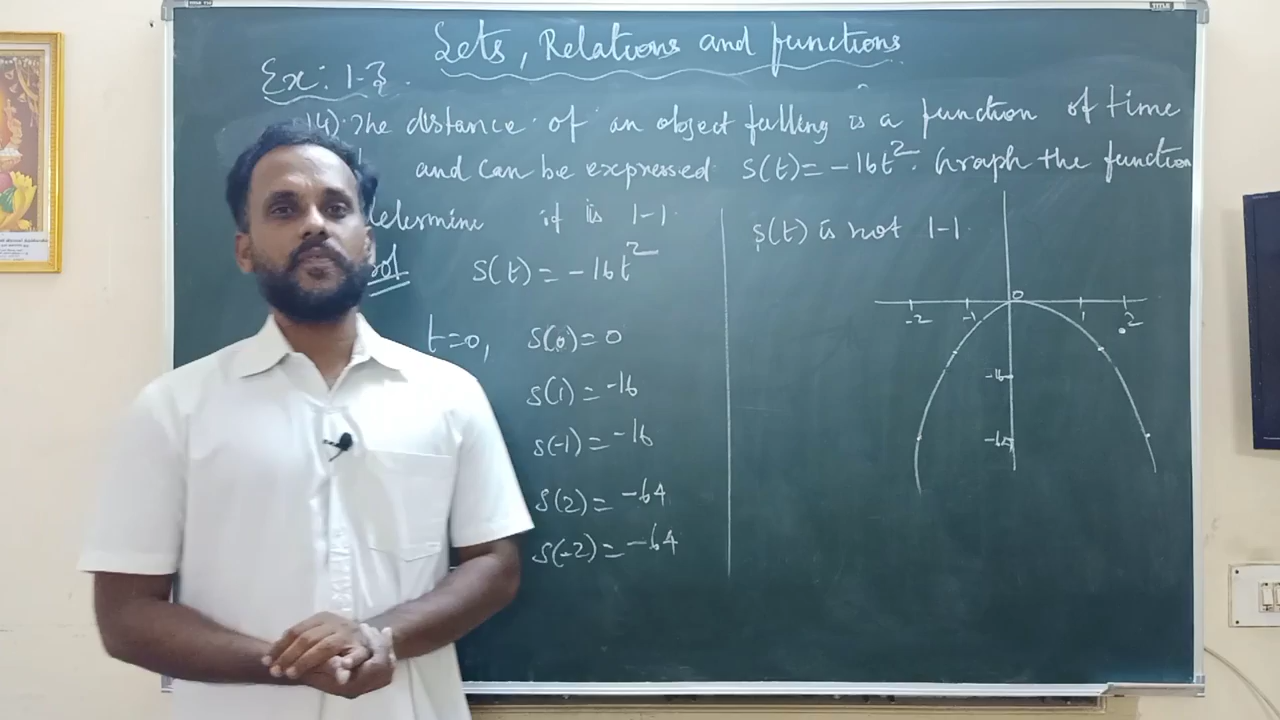 Sets, Relations and functions
Ex: 1-3
14) The distance of an object falling is a function of time
and can be expressed s(t) = -16t². Graph the function
determine if is 1-1.
s(t) = -16t²
t=0, s(0)=0
s(1) = -16
s(-1) = -16
s(2) = -64
s(-2) = -64
s(t) is not 1-1.
0
-2 -1 1 2
-16
-64